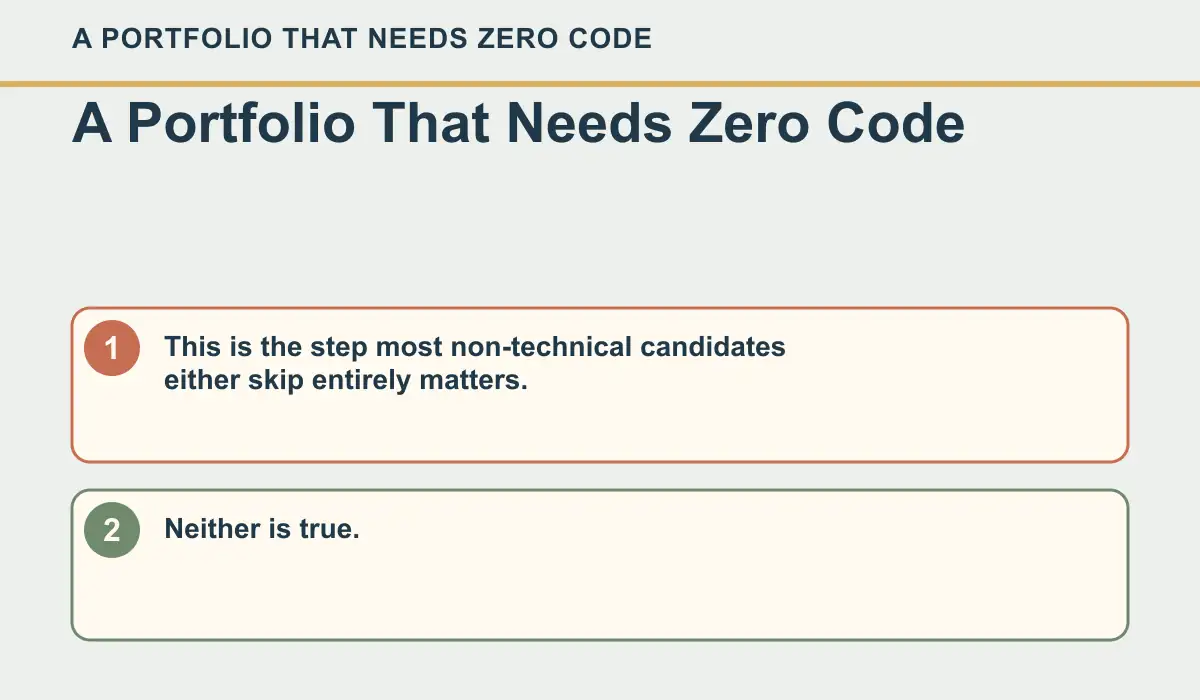 A PORTFOLIO THAT NEEDS ZERO CODE
A Portfolio That Needs Zero Code
1
This is the step most non-technical candidates
either skip entirely matters.
2
Neither is true.